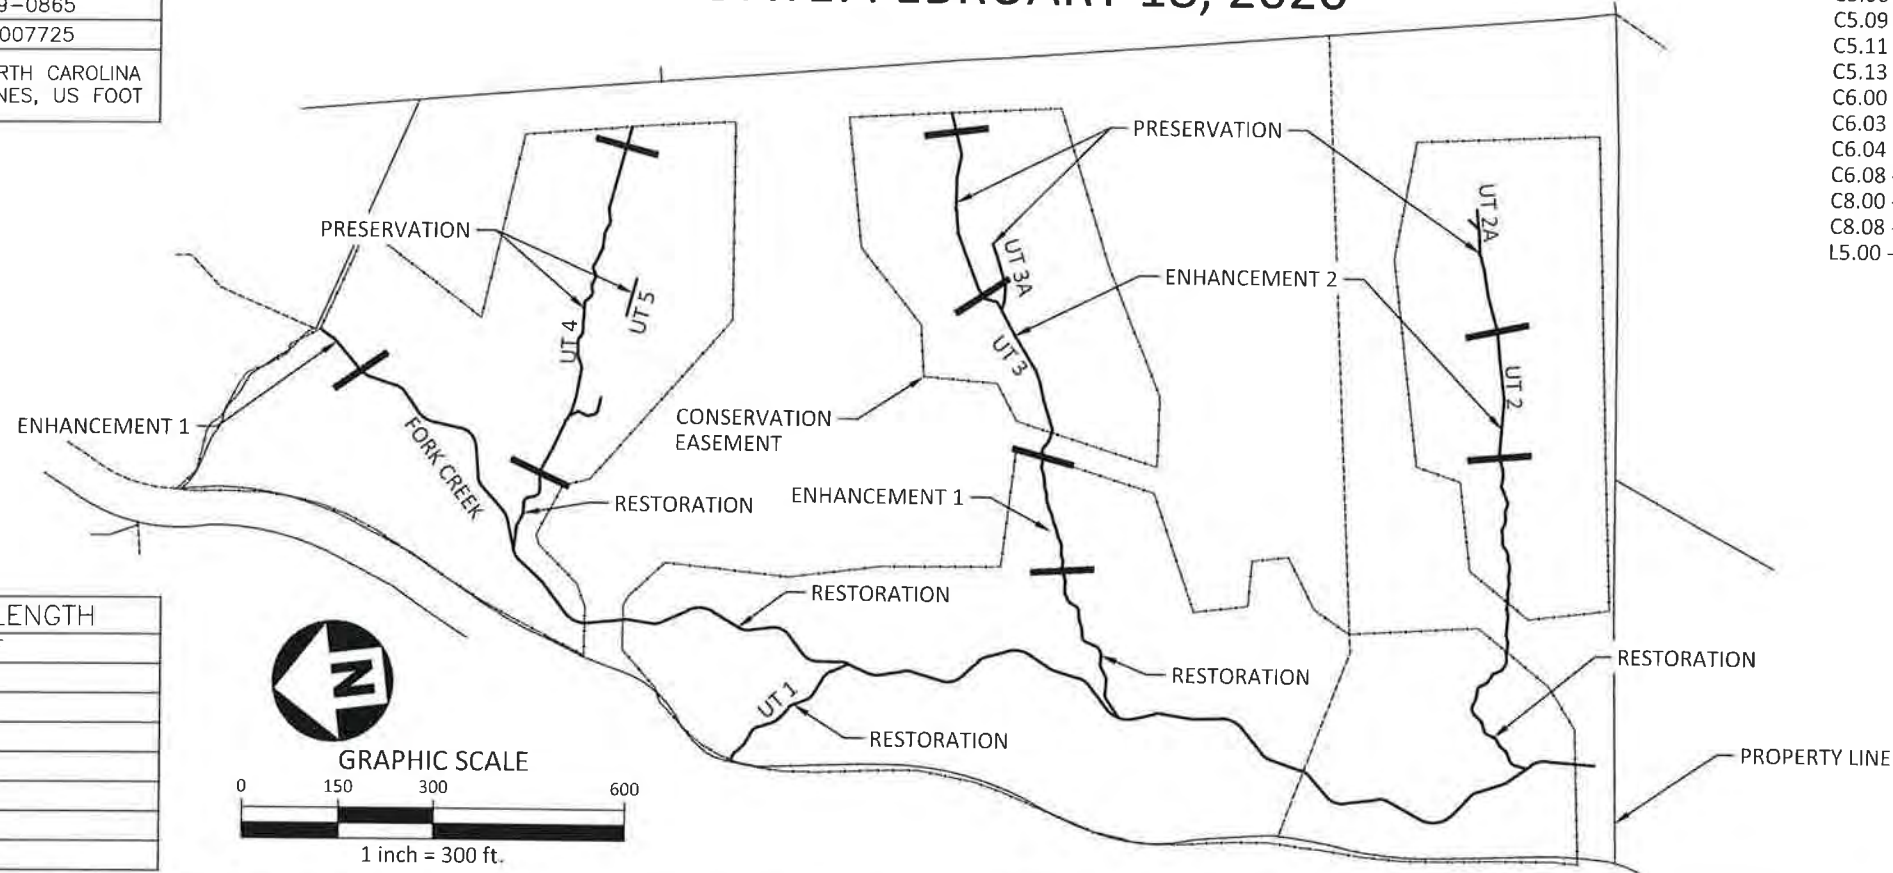 9-0865
007725
RTH CAROLINA
NES, US FOOT
C5.09
C5.11
C5.13
C6.00
C6.03
C6.04
C6.08 -
C8.00 -
C8.08 -
L5.00 -
PRESERVATION
PRESERVATION
UT 2A
UT 5
UT 3A
ENHANCEMENT 2
UT 4
UT 3
UT 2
ENHANCEMENT 1
CONSERVATION
EASEMENT
FORK CREEK
RESTORATION
ENHANCEMENT 1
LENGTH
RESTORATION
RESTORATION
RESTORATION
UT 1
RESTORATION
PROPERTY LINE
N
GRAPHIC SCALE
0 150 300 600
1 inch = 300 ft.